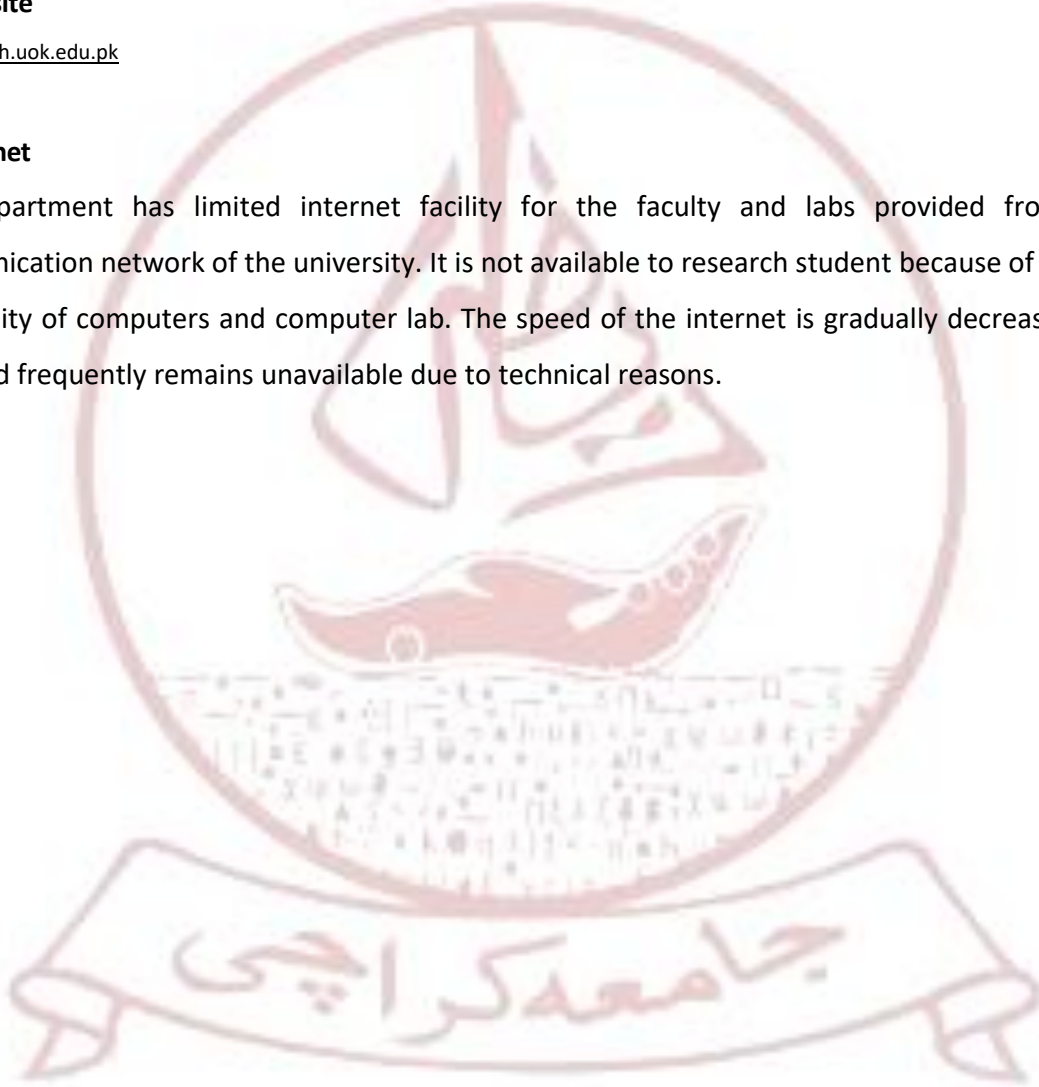 site
h.uok.edu.pk
net
partment has limited internet facility for the faculty and labs provided fro
nication network of the university. It is not available to research student because of
ity of computers and computer lab. The speed of the internet is gradually decreas
d frequently remains unavailable due to technical reasons.
جامعہ کراچی